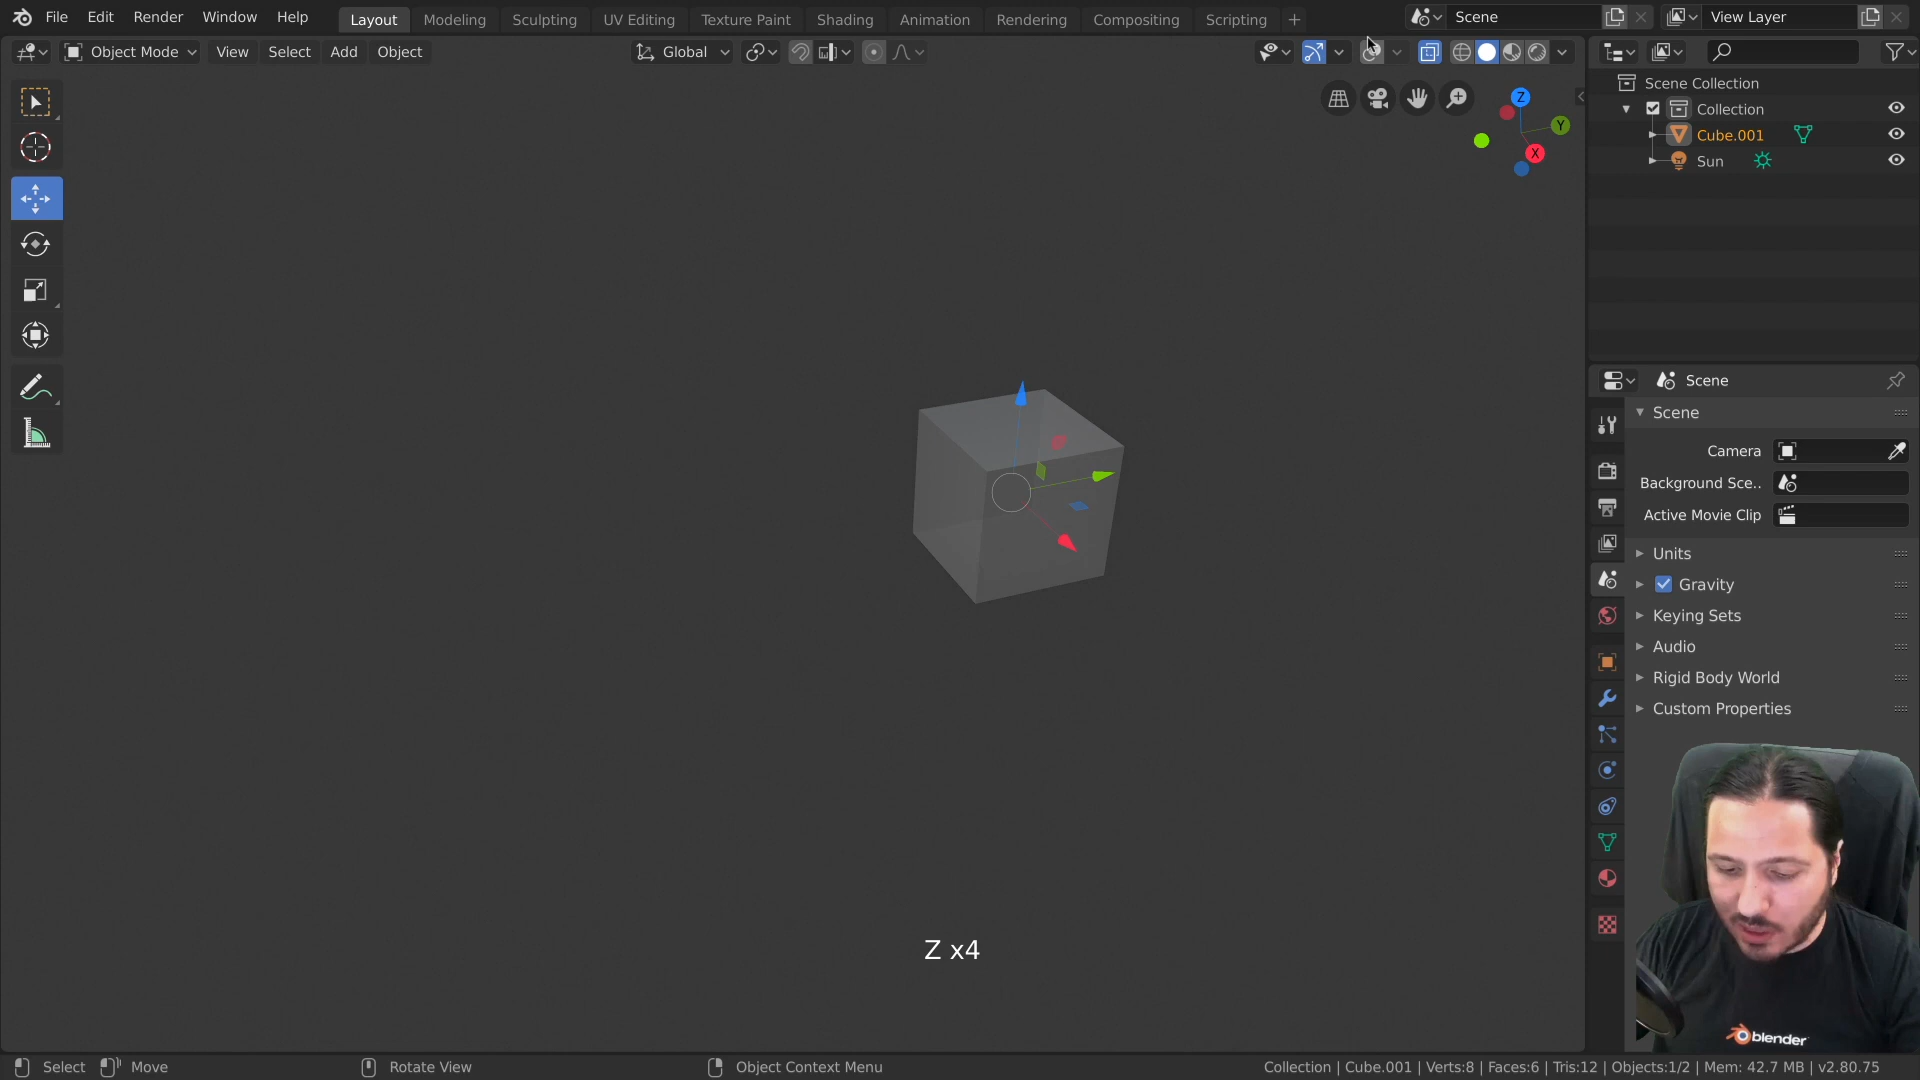 File Edit Render Window Help
Layout Modeling Sculpting UV Editing Texture Paint Shading Animation Rendering Compositing Scripting +
Scene
View Layer
Object Mode View Select Add Object
Global
Z
Y
X
Scene Collection
Collection
Cube.001
Sun
Scene
Scene
Camera
Background Sce..
Active Movie Clip
Units
Gravity
Keying Sets
Audio
Rigid Body World
Custom Properties
Z x4
blender
Select Move Rotate View Object Context Menu
Collection | Cube.001 | Verts:8 | Faces:6 | Tris:12 | Objects:1/2 | Mem: 42.7 MB | v2.80.75